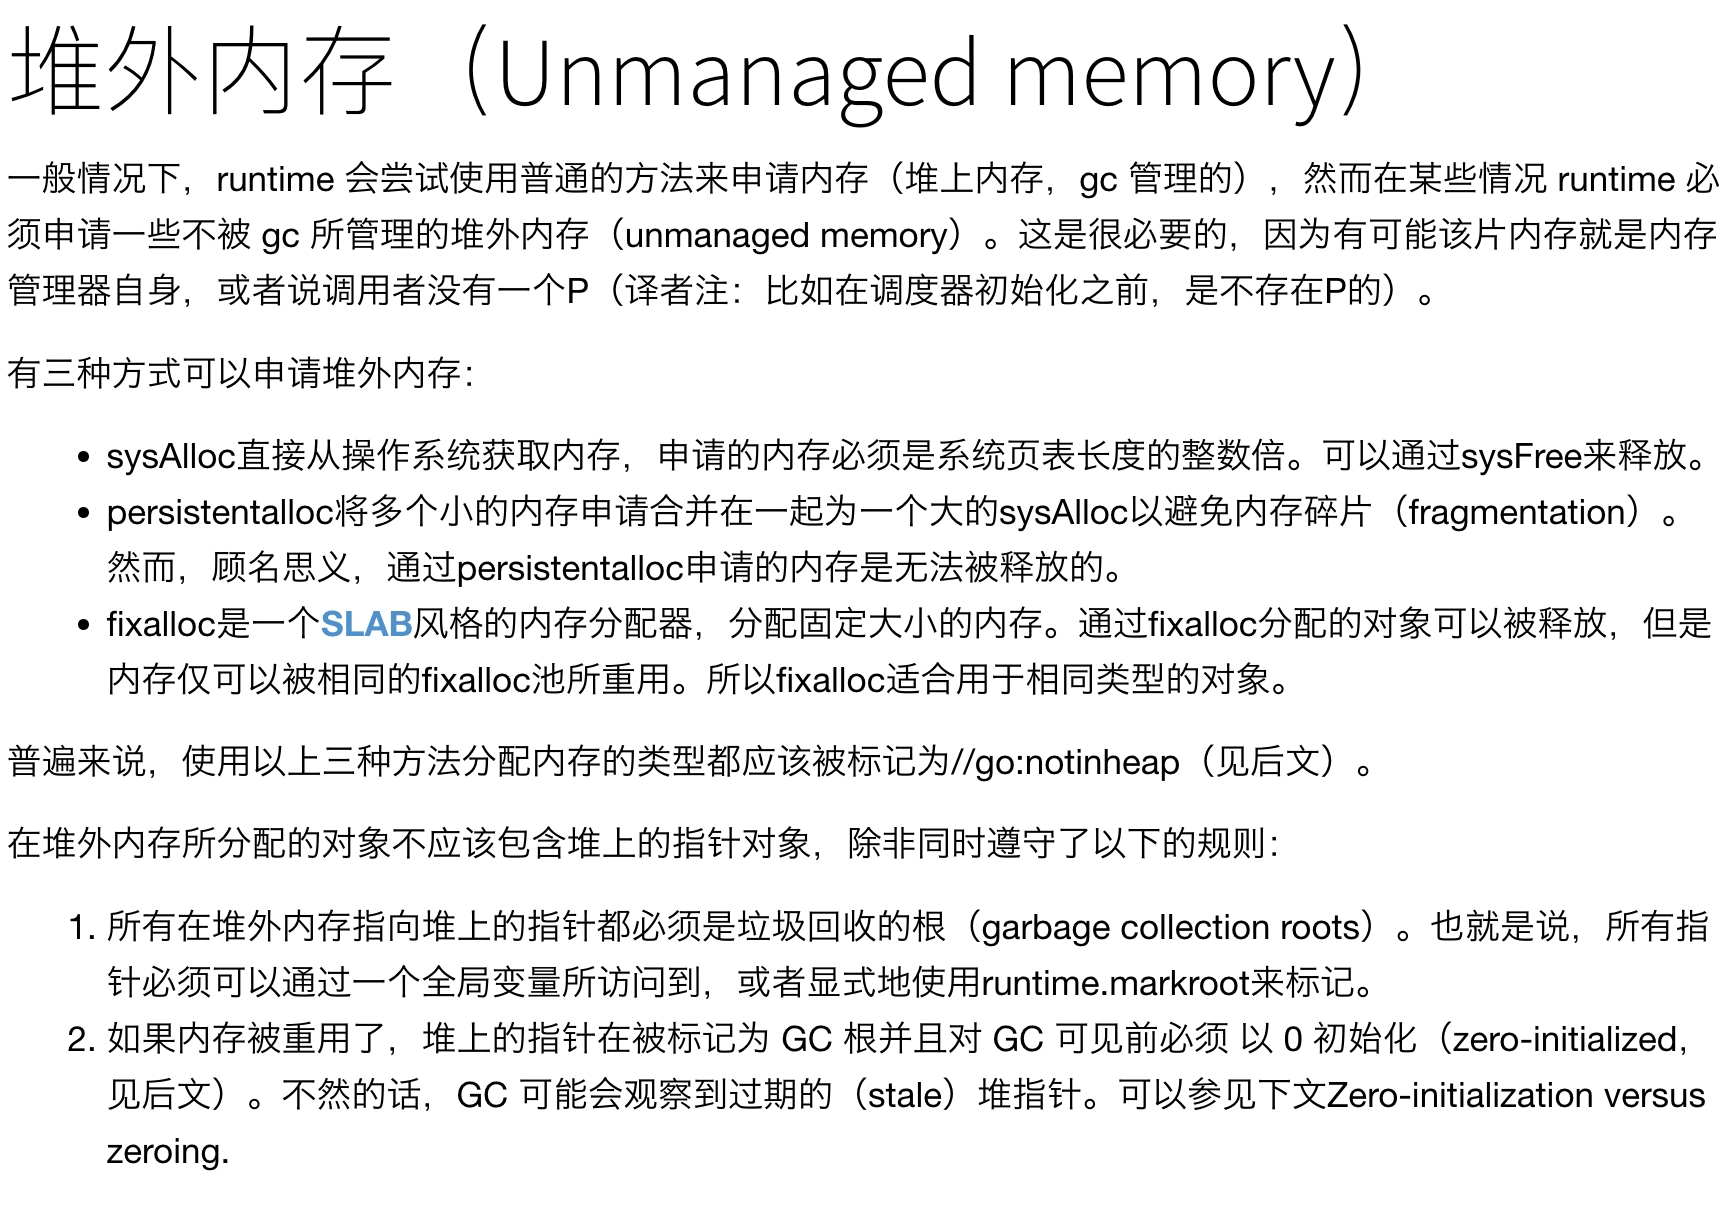 堆外内存（Unmanaged memory）
一般情况下，runtime 会尝试使用普通的方法来申请内存（堆上内存，gc 管理的），然而在某些情况 runtime 必
须申请一些不被 gc 所管理的堆外内存（unmanaged memory）。这是很必要的，因为有可能该片内存就是内存
管理器自身，或者说调用者没有一个P（译者注：比如在调度器初始化之前，是不存在P的）。
有三种方式可以申请堆外内存：
• sysAlloc直接从操作系统获取内存，申请的内存必须是系统页表长度的整数倍。可以通过sysFree来释放。
• persistentalloc将多个小的内存申请合并在一起为一个大的sysAlloc以避免内存碎片（fragmentation）。
然而，顾名思义，通过persistentalloc申请的内存是无法被释放的。
• fixalloc是一个SLAB风格的内存分配器，分配固定大小的内存。通过fixalloc分配的对象可以被释放，但是
内存仅可以被相同的fixalloc池所重用。所以fixalloc适合用于相同类型的对象。
普遍来说，使用以上三种方法分配内存的类型都应该被标记为//go:notinheap（见后文）。
在堆外内存所分配的对象不应该包含堆上的指针对象，除非同时遵守了以下的规则：
1. 所有在堆外内存指向堆上的指针都必须是垃圾回收的根（garbage collection roots）。也就是说，所有指
针必须可以通过一个全局变量所访问到，或者显式地使用runtime.markroot来标记。
2. 如果内存被重用了，堆上的指针在被标记为 GC 根并且对 GC 可见前必须 以 0 初始化（zero-initialized，
见后文）。不然的话，GC 可能会观察到过期的（stale）堆指针。可以参见下文Zero-initialization versus
zeroing.